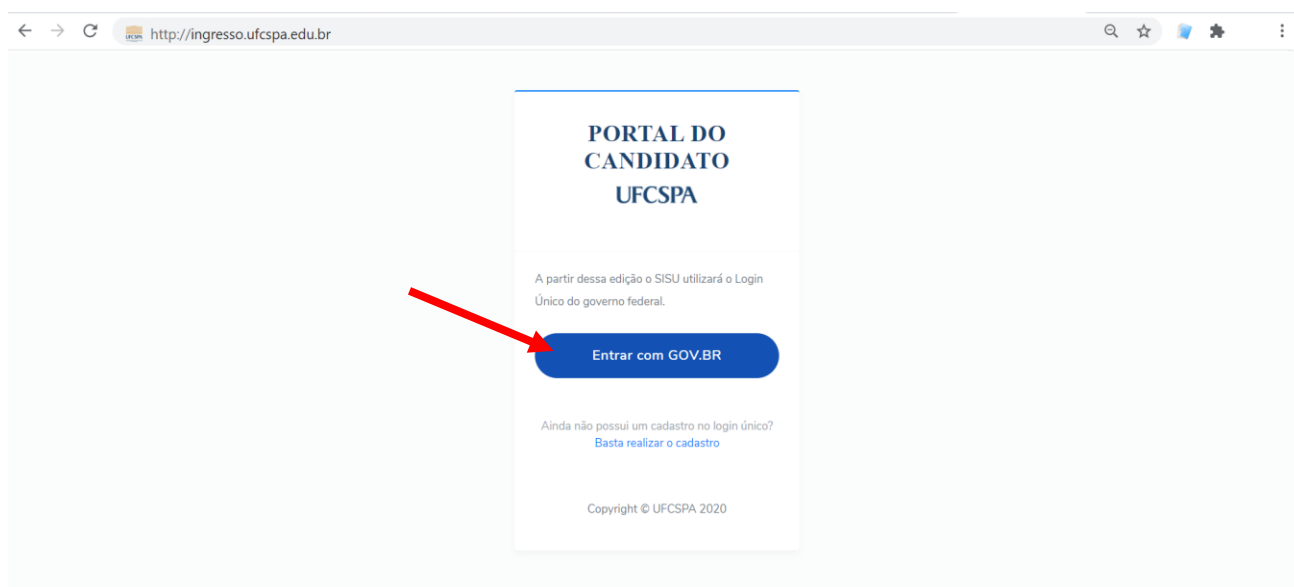 http://ingresso.ufcspa.edu.br
PORTAL DO
CANDIDATO
UFCSPA
A partir dessa edição o SISU utilizará o Login
Único do governo federal.
Entrar com GOV.BR
Ainda não possui um cadastro no login único?
Basta realizar o cadastro
Copyright © UFCSPA 2020